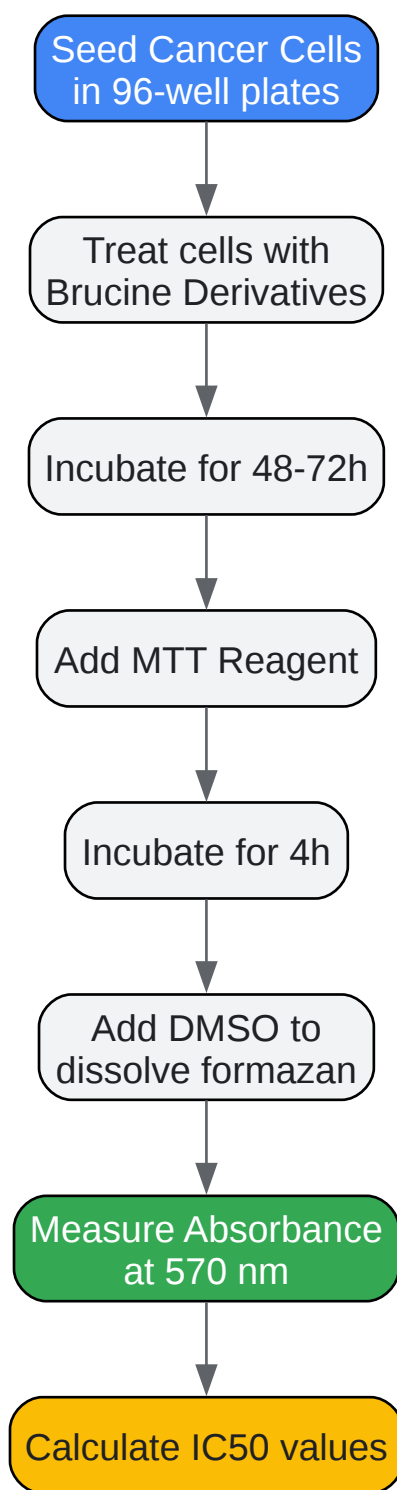 Seed Cancer Cells
in 96-well plates
Treat cells with
Brucine Derivatives
Incubate for 48-72h
Add MTT Reagent
Incubate for 4h
Add DMSO to
dissolve formazan
Measure Absorbance
at 570 nm
Calculate IC50 values